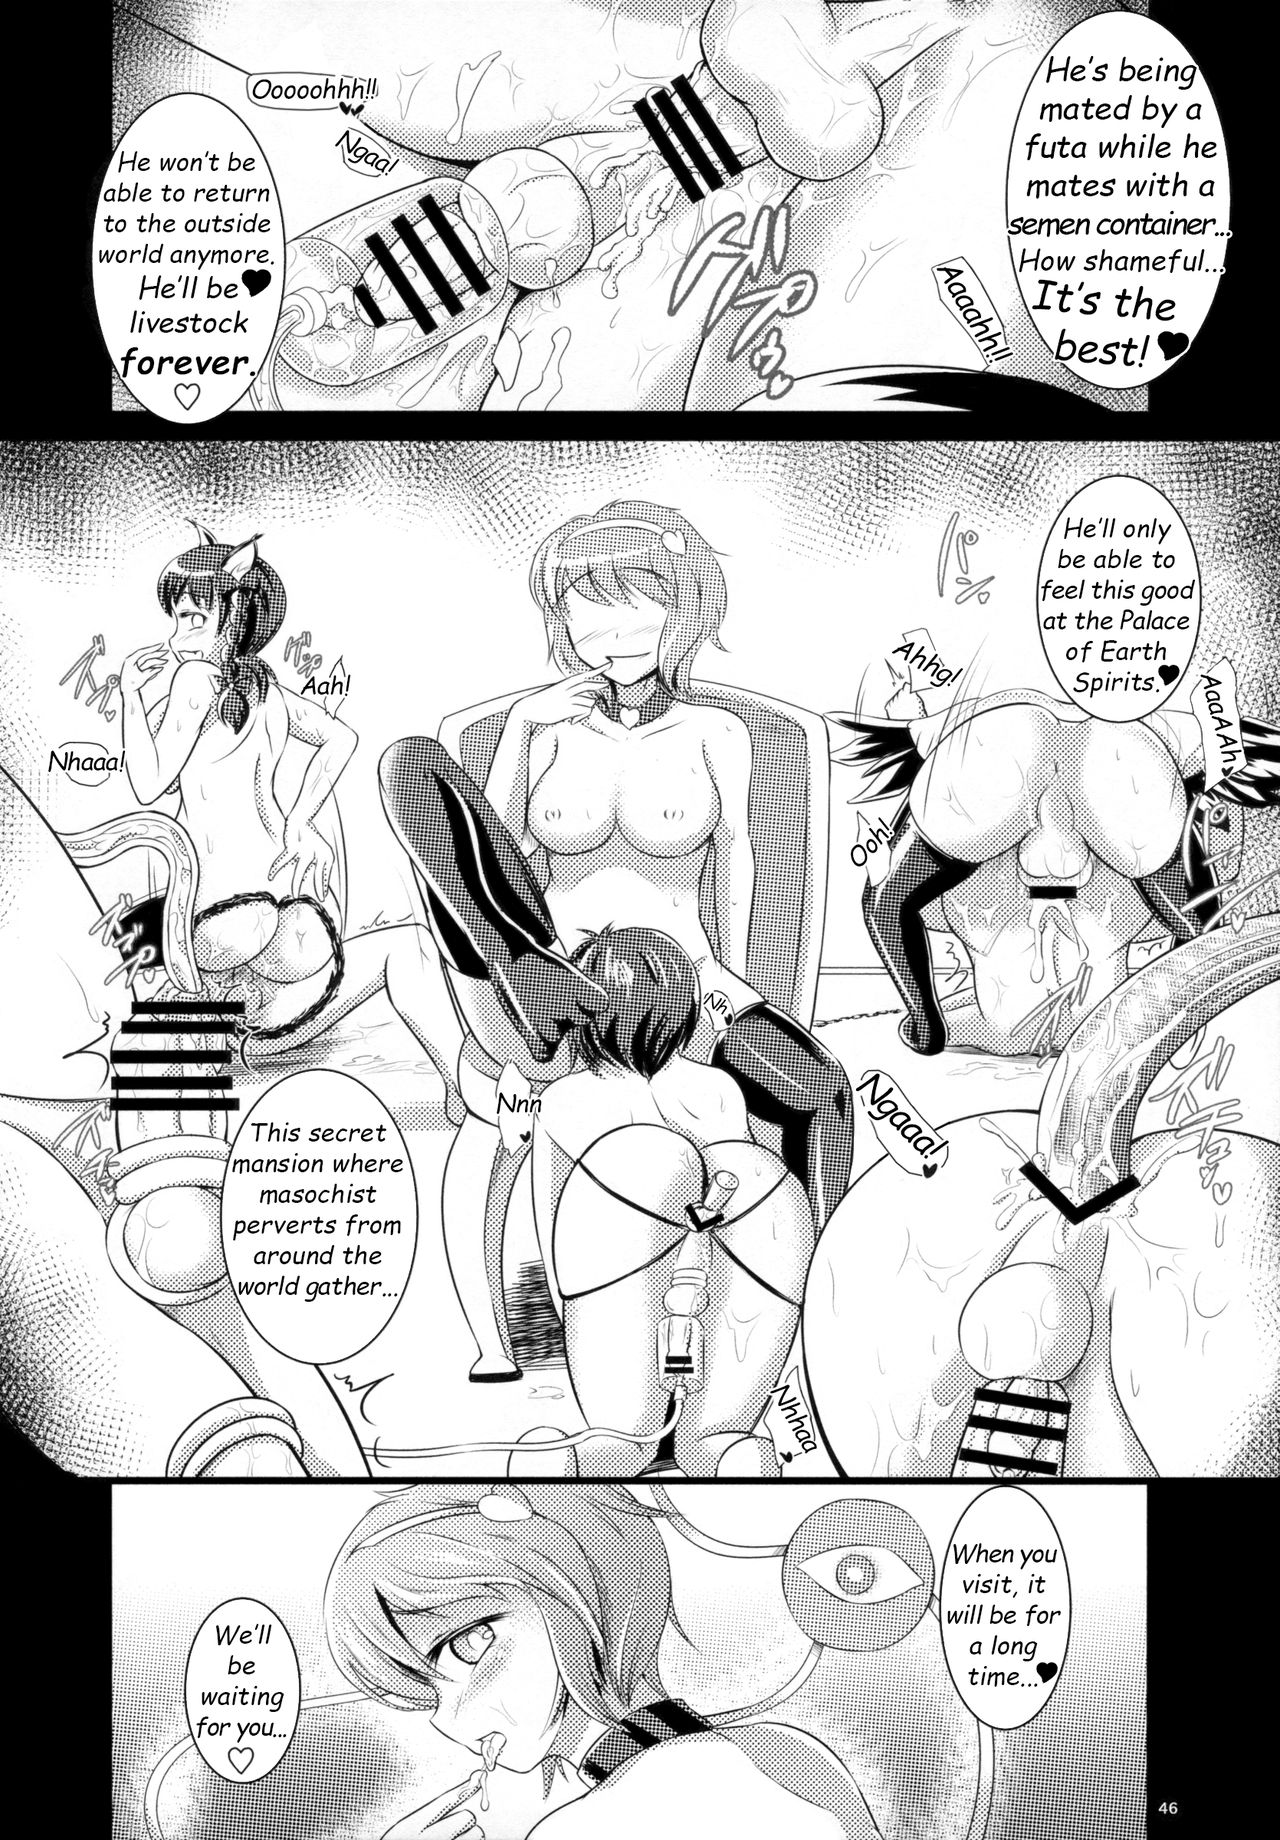 He's being
mated by a
futa while he
mates with a
semen container...
How shameful...
It's the
best!♥
Ooooohhh!!
Ngaa!
He won't be
able to return
to the outside
world anymore.
He'll be♥
livestock
forever.
♡
Aaaahh!!
He'll only
be able to
feel this good
at the Palace
of Earth
Spirits.♥
Ahhg!
AaaAAh
Ooh!
Aah!
Nhaaa!
Nh
Nnn
Ngaaa!
This secret
mansion where
masochist
perverts from
around the
world gather...
Nhhaa
When you
visit, it
will be for
a long
time...♥
We'll
be
waiting
for you...
♡
46